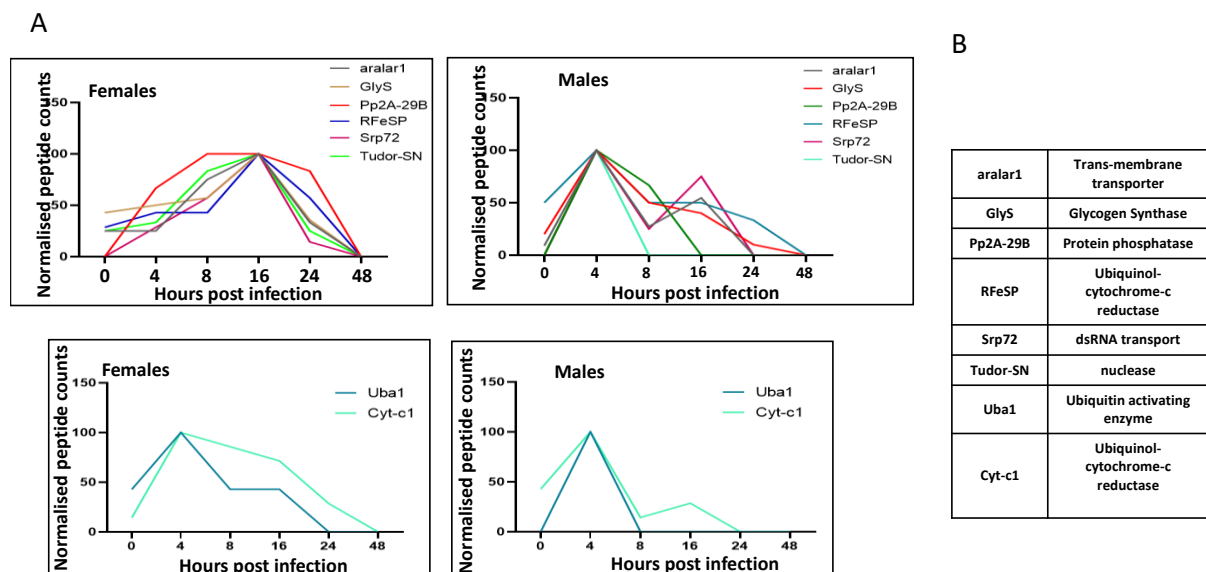 A
Females
aralar1
GlyS
Pp2A-29B
RFeSP
Srp72
Tudor-SN
Normalised peptide counts
150
100
50
0
0 4 8 16 24 48
Hours post infection
Males
aralar1
GlyS
Pp2A-29B
RFeSP
Srp72
Tudor-SN
Normalised peptide counts
150
100
50
0
0 4 8 16 24 48
Hours post infection
Females
Uba1
Cyt-c1
Normalised peptide counts
150
100
50
0
0 4 8 16 24 48
Hours post infection
Males
Uba1
Cyt-c1
Normalised peptide counts
150
100
50
0
0 4 8 16 24 48
Hours post infection
B
aralar1
Trans-membrane
transporter
GlyS
Glycogen Synthase
Pp2A-29B
Protein phosphatase
RFeSP
Ubiquinol-
cytochrome-c
reductase
Srp72
dsRNA transport
Tudor-SN
nuclease
Uba1
Ubiquitin activating
enzyme
Cyt-c1
Ubiquinol-
cytochrome-c
reductase